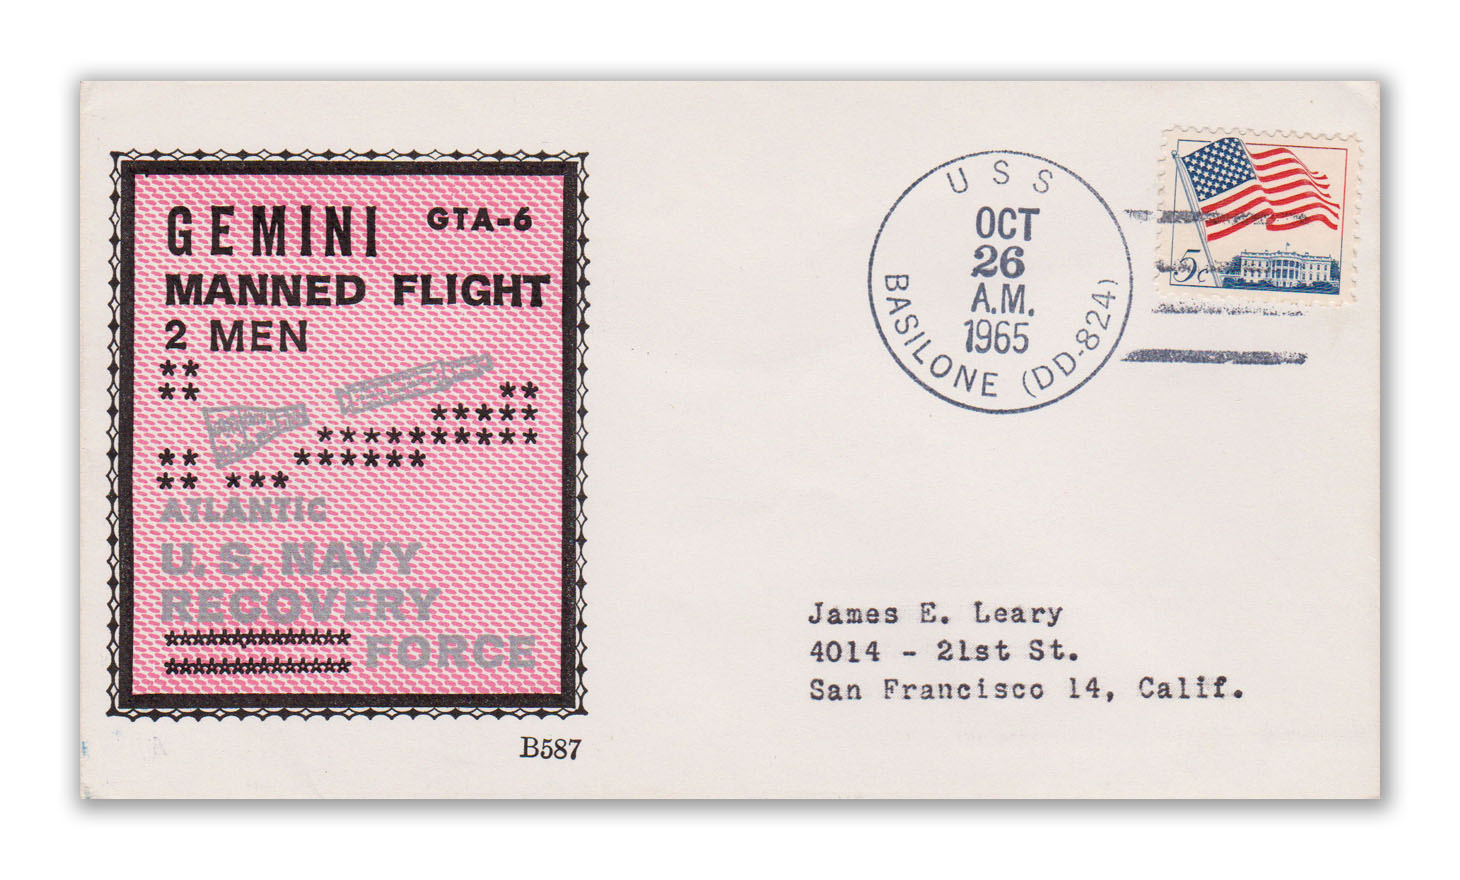 GEMINI GTA-6
MANNED FLIGHT
2 MEN
**
**
**
*****
**********
**
******
** ***
ATLANTIC
U.S. NAVY
RECOVERY
FORCE
B587
USS
OCT
26
A.M.
1965
BASILONE (DD-824)
5c
James E. Leary
4014 - 21st St.
San Francisco 14, Calif.